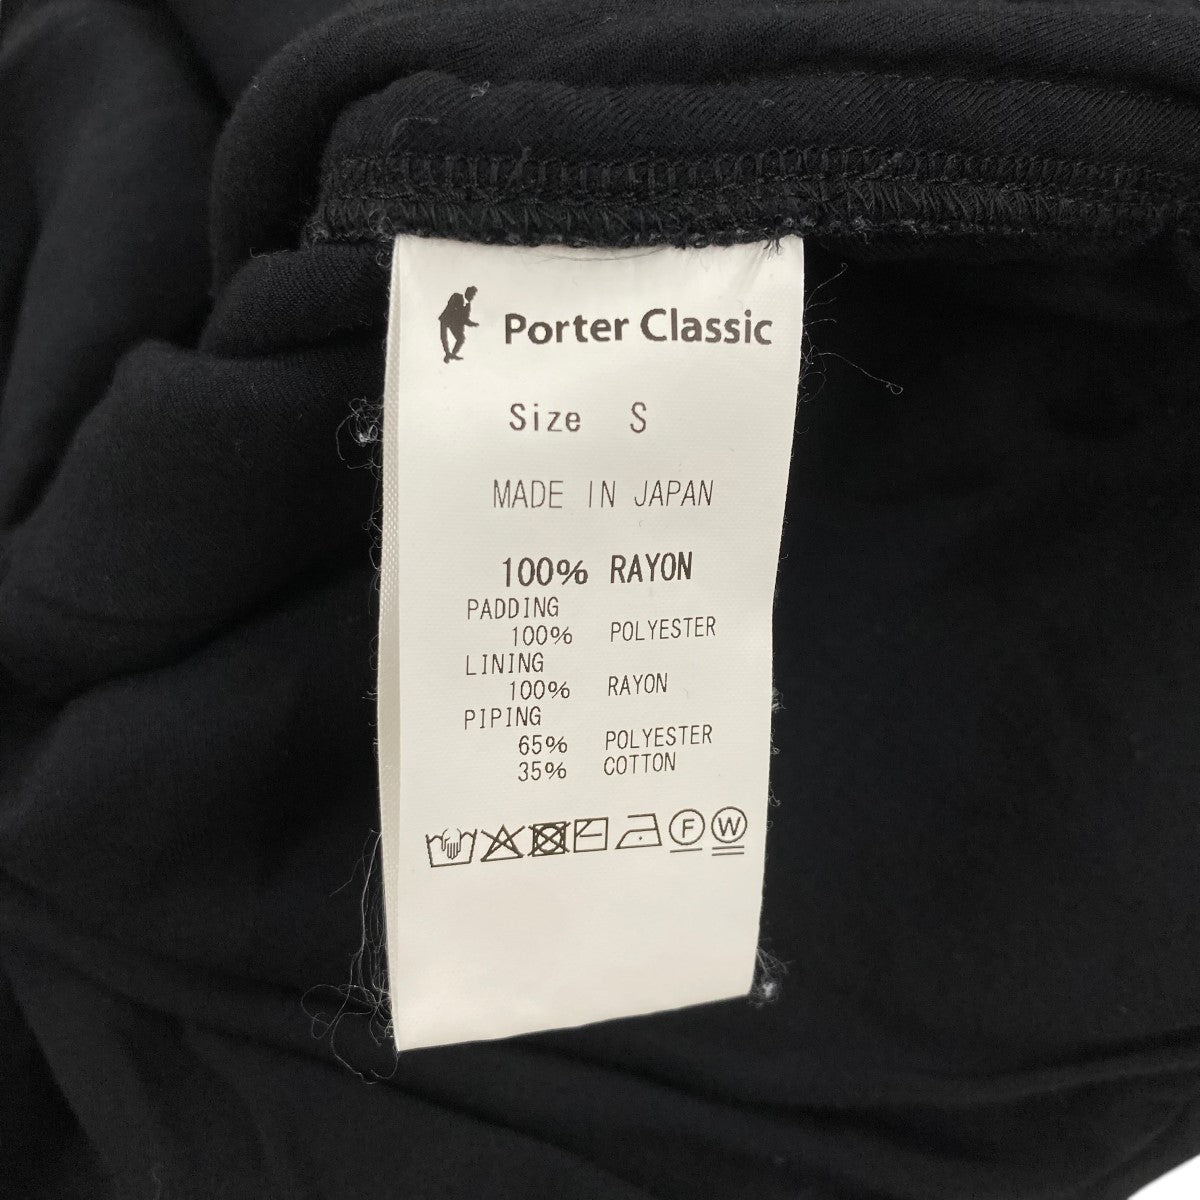 Porter Classic
Size S
MADE IN JAPAN
100% RAYON
PADDING
100% POLYESTER
LINING
100% RAYON
PIPING
65% POLYESTER
35% COTTON
F W